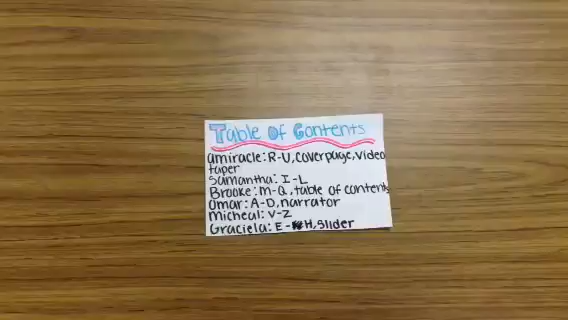 Table of Contents
amiracle: R-U, coverpage, video
taper
Samantha: I-L
Brooke: M-Q, table of contents
Omar: A-D, narrator
Micheal: V-Z
Graciela: E-H, slider